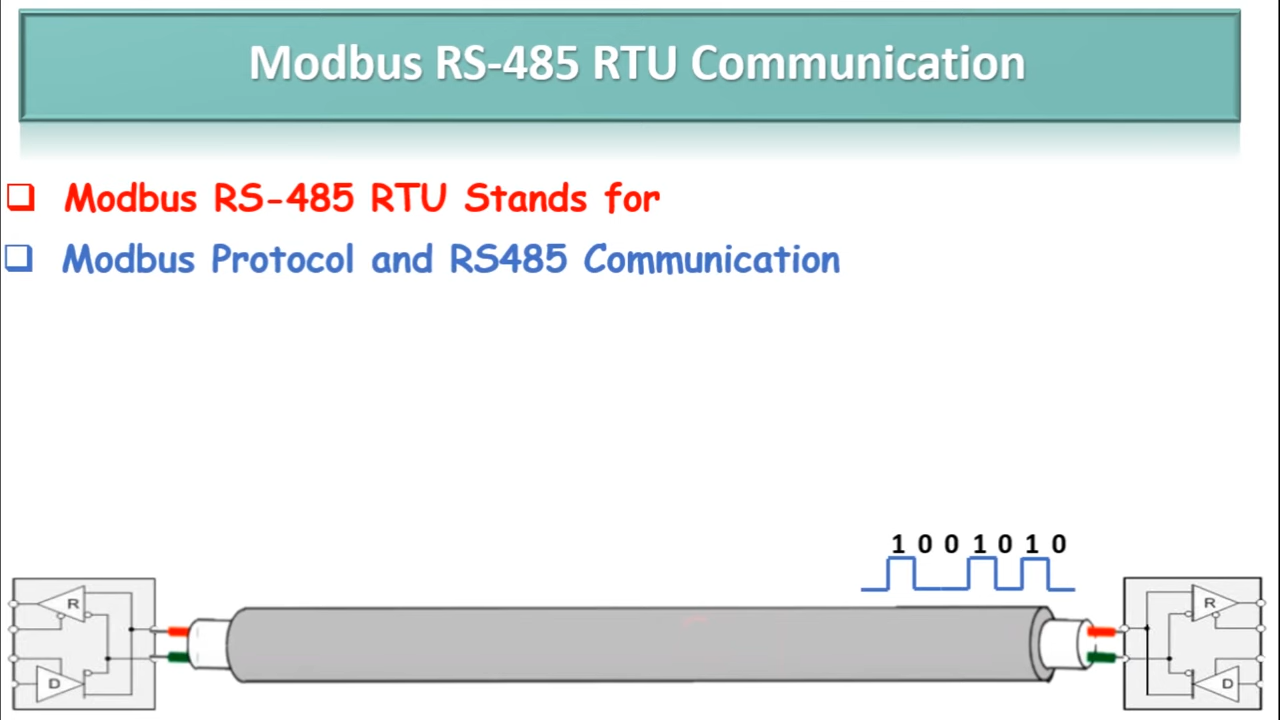 Modbus RS-485 RTU Communication
Modbus RS-485 RTU Stands for
Modbus Protocol and RS485 Communication
1 0 0 1 0 1 0
R
R
D
D